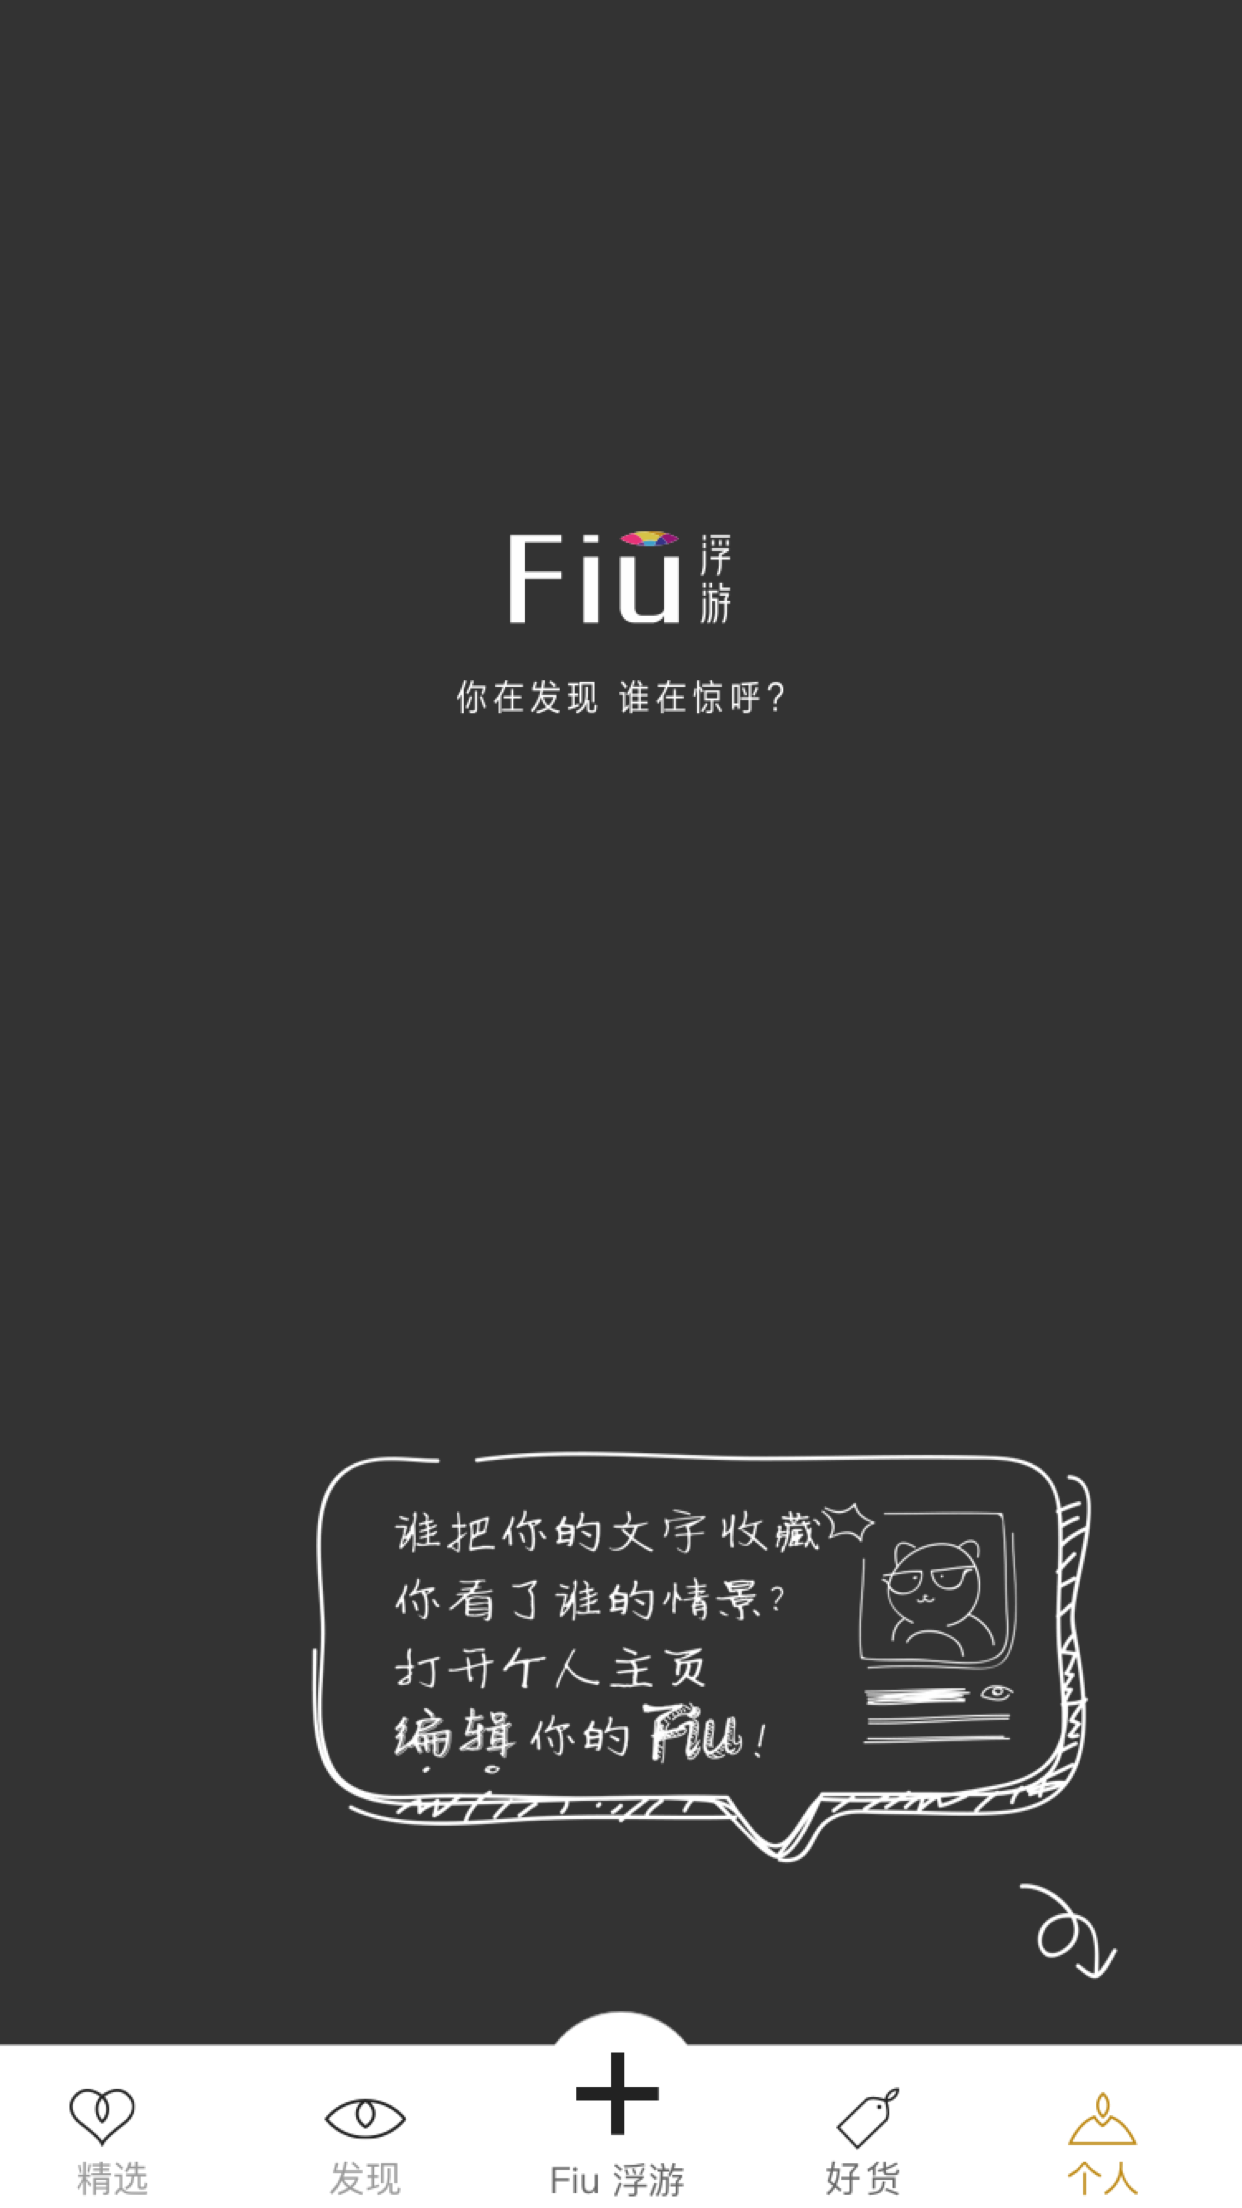 Fiu 浮游
你在发现 谁在惊呼?
谁把你的文字收藏
你看了谁的情景?
打开个人主页
编辑你的Fiu!
精选
发现
Fiu 浮游
好货
个人